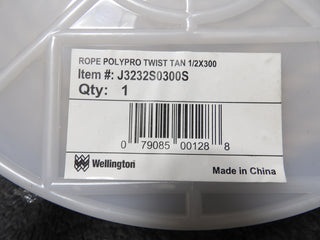 ROPE POLYPRO TWIST TAN 1/2X300
Item #: J3232S0300S
Qty: 1
0 79085 00128 8
Wellington
Made in China